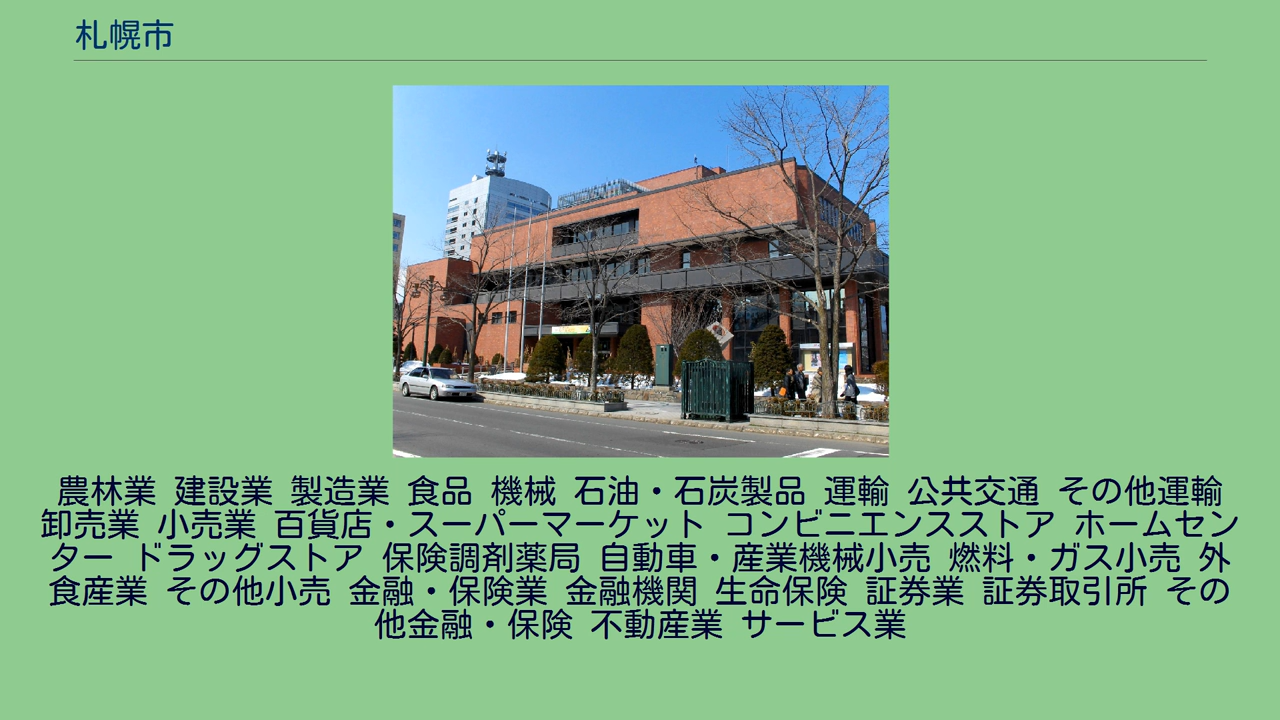 札幌市
農林業 建設業 製造業 食品 機械 石油・石炭製品 運輸 公共交通 その他運輸
卸売業 小売業 百貨店・スーパーマーケット コンビニエンスストア ホームセン
ター ドラッグストア 保険調剤薬局 自動車・産業機械小売 燃料・ガス小売 外
食産業 その他小売 金融・保険業 金融機関 生命保険 証券業 証券取引所 その
他金融・保険 不動産業 サービス業